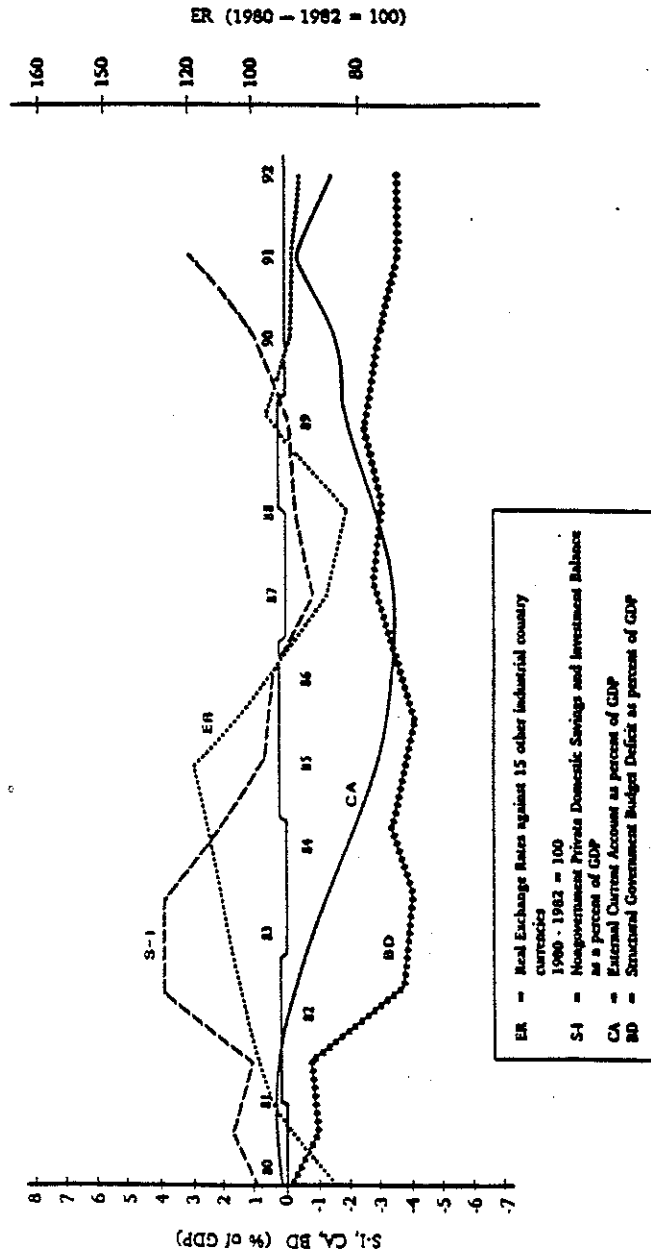 ER (1980 – 1982 = 100)
160
150
120
100
80
8
7
6
5
4
3
2
1
0
-1
-2
-3
-4
-5
-6
-7
S-I, CA, BD (% of GDP)
80
81
82
83
84
85
86
87
88
89
90
91
92
S-I
ER
CA
BD
ER = Real Exchange Rates against 15 other industrial country
currencies
1980 - 1982 = 100
S-I = Nongovernment Private Domestic Savings and Investment Balance
as a percent of GDP
CA = External Current Account as percent of GDP
BD = Structural Government Budget Deficit as percent of GDP